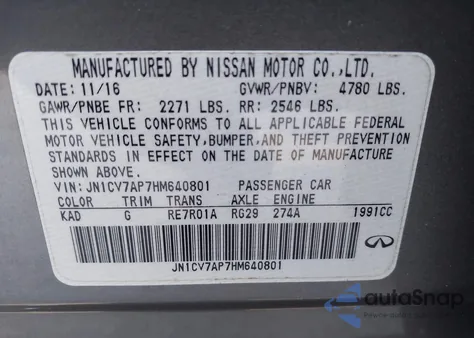 MANUFACTURED BY NISSAN MOTOR CO.,LTD.
DATE: 11/16 GVWR/PNBV: 4780 LBS.
GAWR/PNBE FR: 2271 LBS. RR: 2546 LBS.
THIS VEHICLE CONFORMS TO ALL APPLICABLE FEDERAL
MOTOR VEHICLE SAFETY,BUMPER,AND THEFT PREVENTION
STANDARDS IN EFFECT ON THE DATE OF MANUFACTURE
SHOWN ABOVE.
VIN: JN1CV7AP7HM640801 PASSENGER CAR
COLOR TRIM TRANS AXLE ENGINE
KAD G RE7R01A RG29 274A 1991CC
JN1CV7AP7HM640801
autoSnap